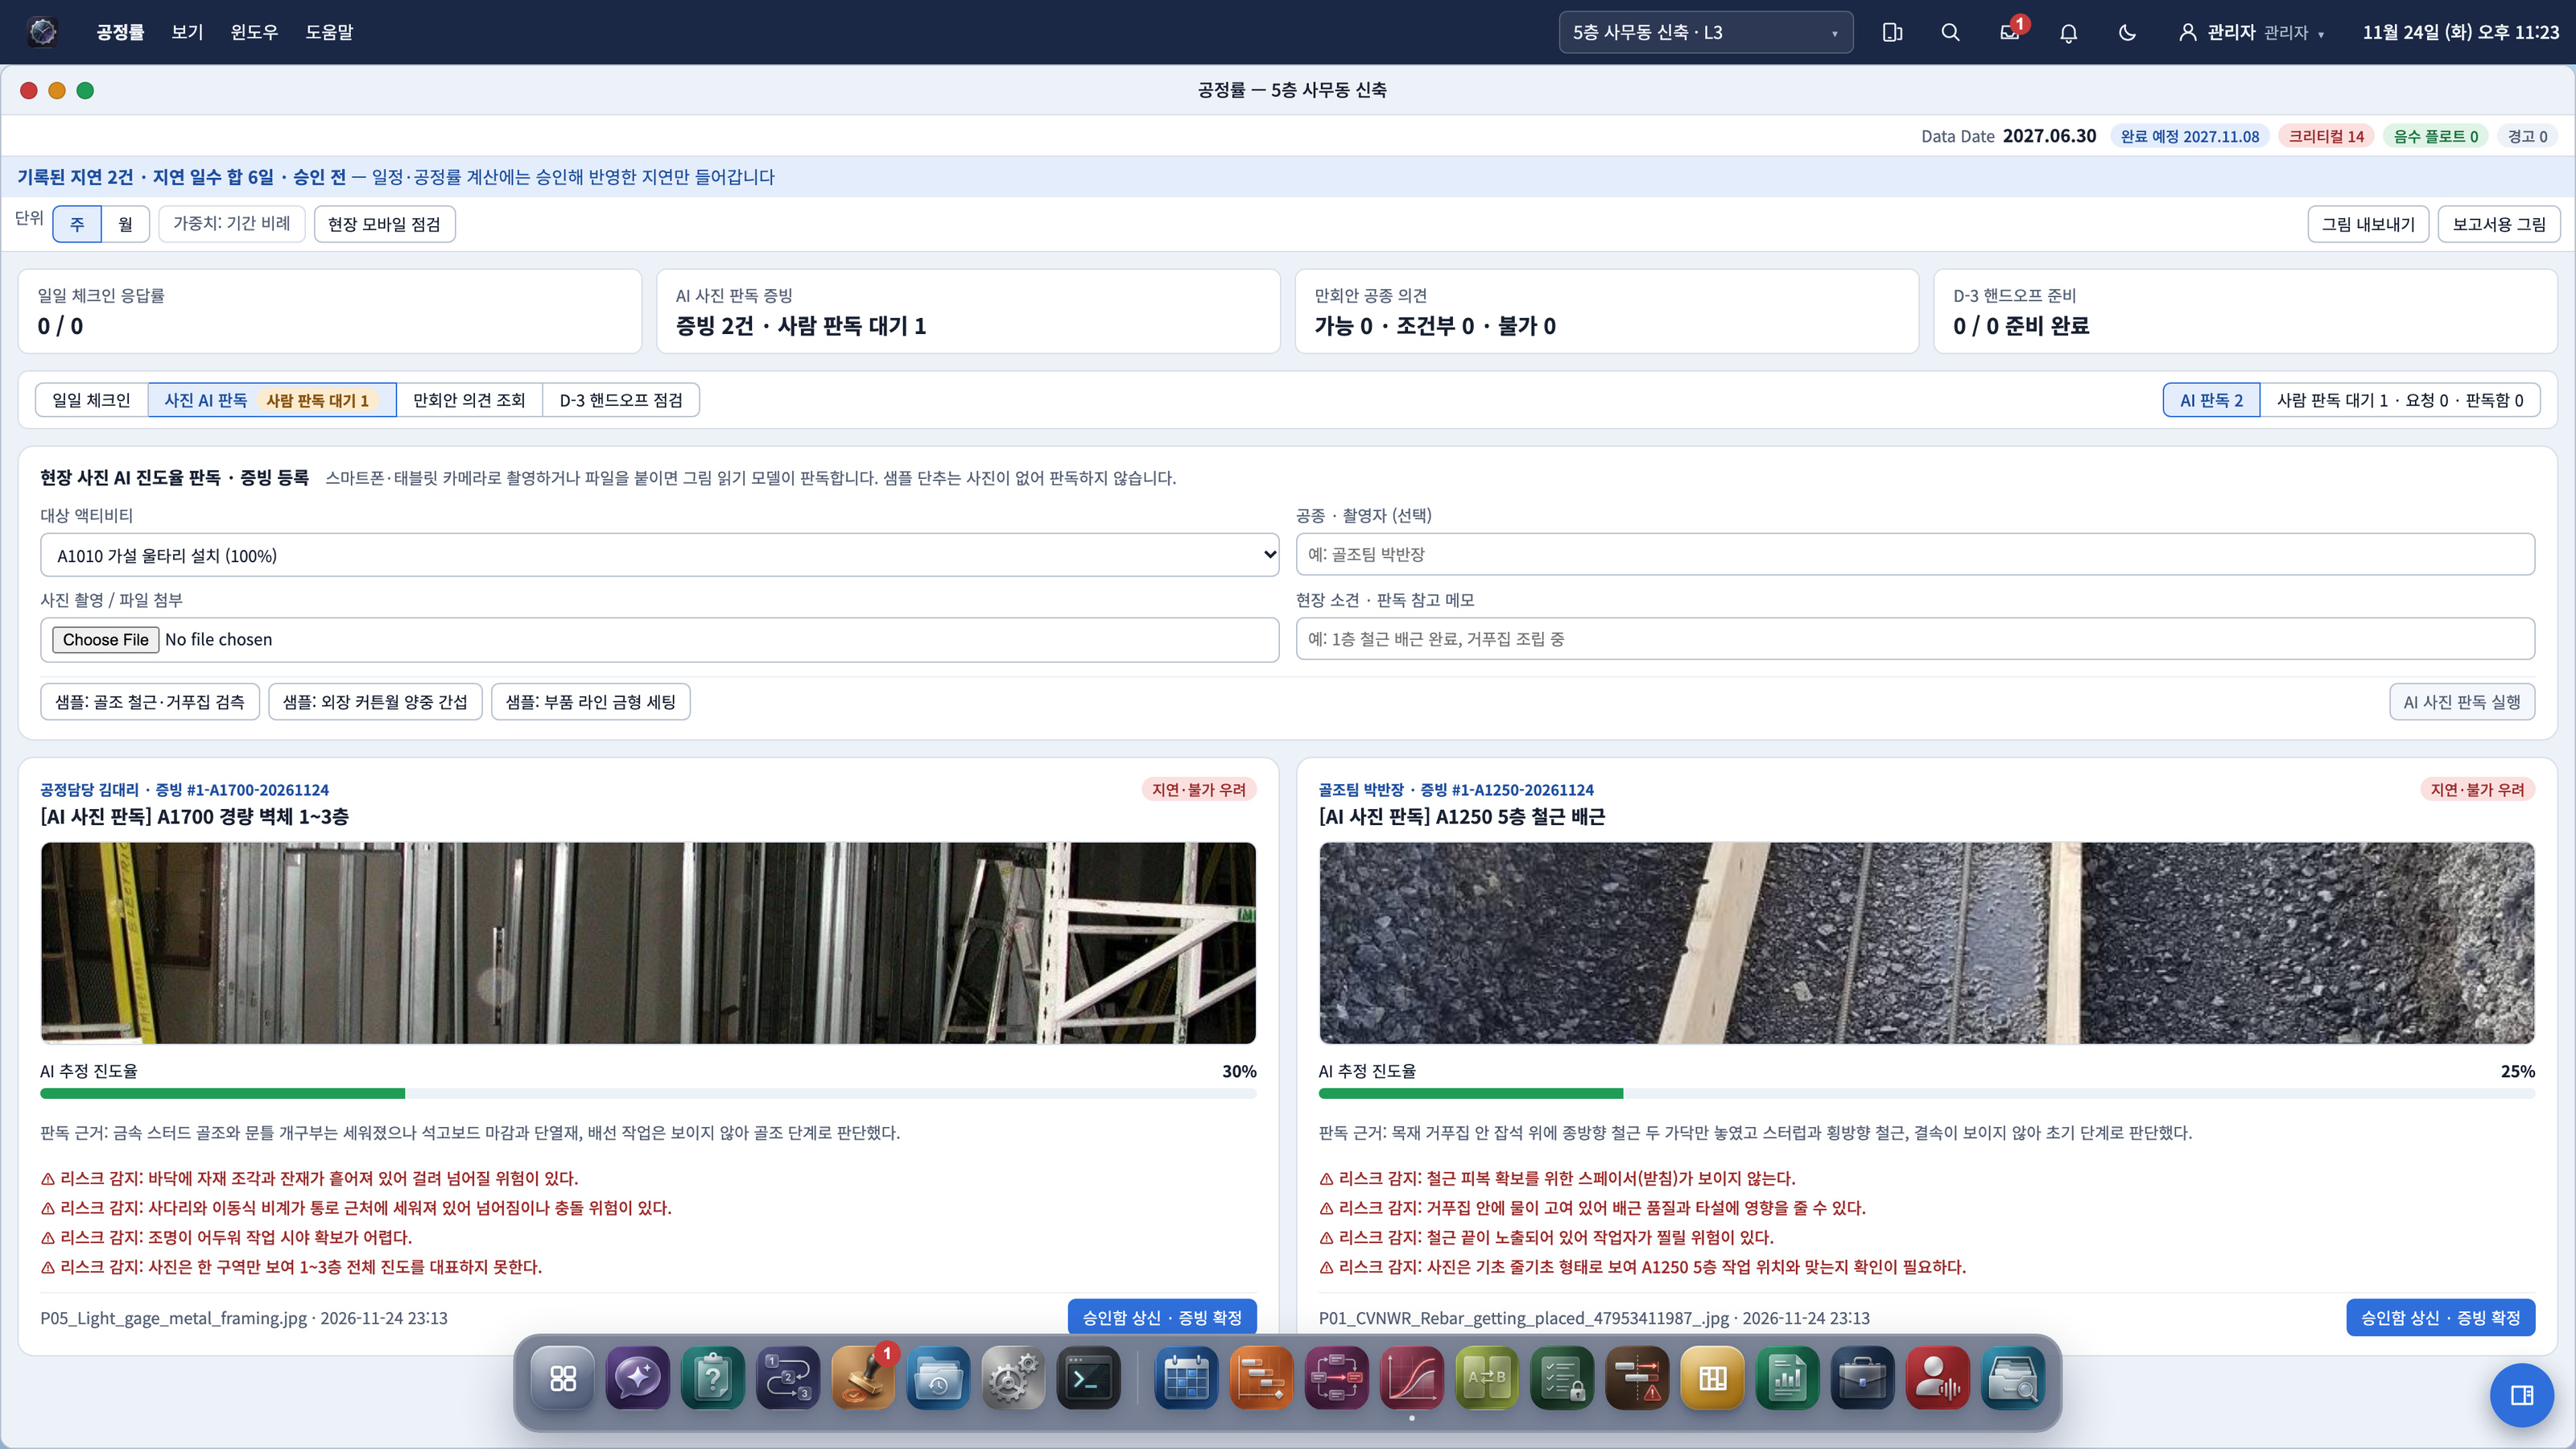 공정률 보기 윈도우 도움말 5층 사무동 신축 · L3 1 관리자 관리자 11월 24일 (화) 오후 11:23
공정률 — 5층 사무동 신축
Data Date 2027.06.30 완료 예정 2027.11.08 크리티컬 14 음수 플로트 0 경고 0
기록된 지연 2건 · 지연 일수 합 6일 · 승인 전 — 일정·공정률 계산에는 승인해 반영한 지연만 들어갑니다
단위 주 월 가중치: 기간 비례 현장 모바일 점검 그림 내보내기 보고서용 그림
일일 체크인 응답률
0 / 0
AI 사진 판독 증빙
증빙 2건 · 사람 판독 대기 1
만회안 공종 의견
가능 0 · 조건부 0 · 불가 0
D-3 핸드오프 준비
0 / 0 준비 완료
일일 체크인 사진 AI 판독 사람 판독 대기 1 만회안 의견 조회 D-3 핸드오프 점검 AI 판독 2 사람 판독 대기 1 · 요청 0 · 판독함 0
현장 사진 AI 진도율 판독 · 증빙 등록 스마트폰·태블릿 카메라로 촬영하거나 파일을 붙이면 그림 읽기 모델이 판독합니다. 샘플 단추는 사진이 없어 판독하지 않습니다.
대상 액티비티
A1010 가설 울타리 설치 (100%)
공종 · 촬영자 (선택)
예: 골조팀 박반장
사진 촬영 / 파일 첨부
Choose File No file chosen
현장 소견 · 판독 참고 메모
예: 1층 철근 배근 완료, 거푸집 조립 중
샘플: 골조 철근·거푸집 검측 샘플: 외장 커튼월 양중 간섭 샘플: 부품 라인 금형 세팅 AI 사진 판독 실행
공정담당 김대리 · 증빙 #1-A1700-20261124 지연·불가 우려
[AI 사진 판독] A1700 경량 벽체 1~3층
AI 추정 진도율 30%
판독 근거: 금속 스터드 골조와 문틀 개구부는 세워졌으나 석고보드 마감과 단열재, 배선 작업은 보이지 않아 골조 단계로 판단했다.
리스크 감지: 바닥에 자재 조각과 잔재가 흩어져 있어 걸려 넘어질 위험이 있다.
리스크 감지: 사다리와 이동식 비계가 통로 근처에 세워져 있어 넘어짐이나 충돌 위험이 있다.
리스크 감지: 조명이 어두워 작업 시야 확보가 어렵다.
리스크 감지: 사진은 한 구역만 보여 1~3층 전체 진도를 대표하지 못한다.
P05_Light_gage_metal_framing.jpg · 2026-11-24 23:13 승인함 상신 · 증빙 확정
골조팀 박반장 · 증빙 #1-A1250-20261124 지연·불가 우려
[AI 사진 판독] A1250 5층 철근 배근
AI 추정 진도율 25%
판독 근거: 목재 거푸집 안 잡석 위에 종방향 철근 두 가닥만 놓였고 스터럽과 횡방향 철근, 결속이 보이지 않아 초기 단계로 판단했다.
리스크 감지: 철근 피복 확보를 위한 스페이서(받침)가 보이지 않는다.
리스크 감지: 거푸집 안에 물이 고여 있어 배근 품질과 타설에 영향을 줄 수 있다.
리스크 감지: 철근 끝이 노출되어 있어 작업자가 찔릴 위험이 있다.
리스크 감지: 사진은 기초 줄기초 형태로 보여 A1250 5층 작업 위치와 맞는지 확인이 필요하다.
P01_CVNWR_Rebar_getting_placed_47953411987_.jpg · 2026-11-24 23:13 승인함 상신 · 증빙 확정
1 2 3 1 A B